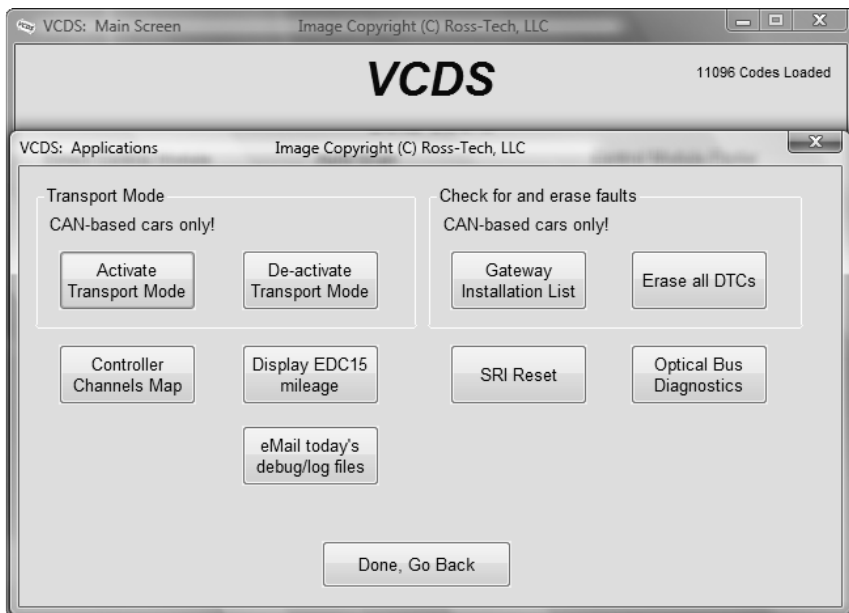 VCDS: Main Screen Image Copyright (C) Ross-Tech, LLC
VCDS
11096 Codes Loaded
VCDS: Applications Image Copyright (C) Ross-Tech, LLC
Transport Mode
CAN-based cars only!
Activate
Transport Mode
De-activate
Transport Mode
Check for and erase faults
CAN-based cars only!
Gateway
Installation List
Erase all DTCs
Controller
Channels Map
Display EDC15
mileage
SRI Reset
Optical Bus
Diagnostics
eMail today's
debug/log files
Done, Go Back